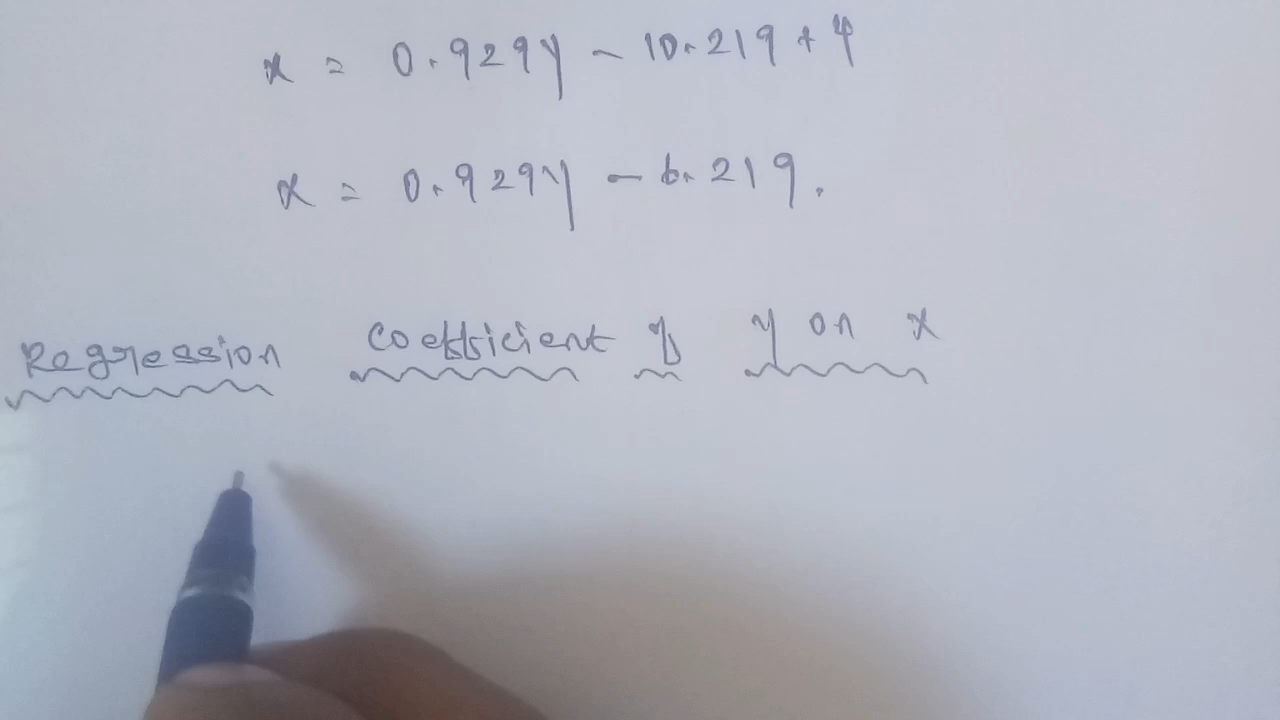 x = 0.929y - 10.219 + 4
x = 0.929y - 6.219.
Regression coefficient of y on x